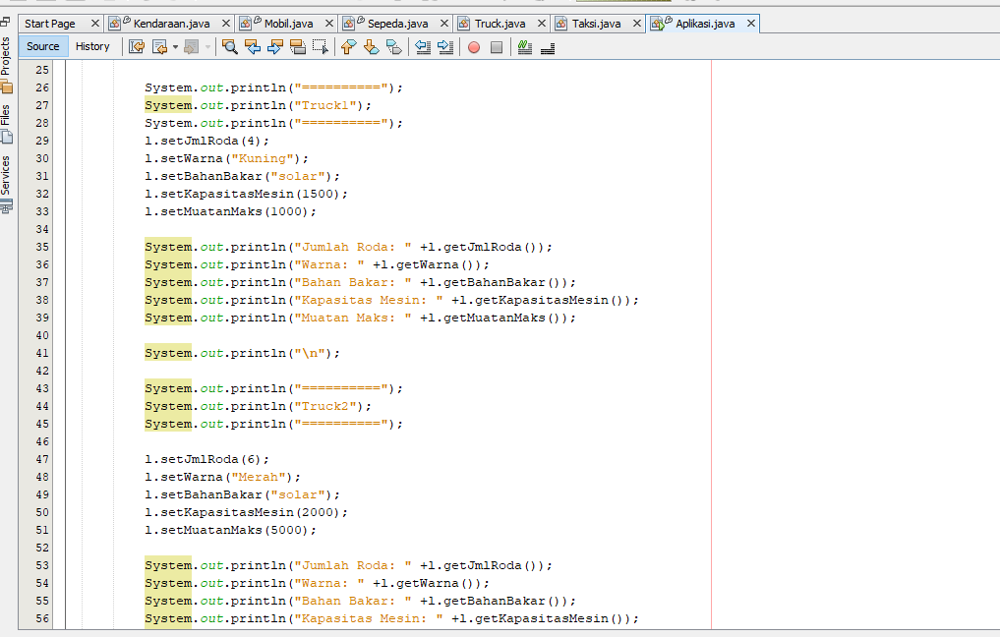 Start Page Kendaraan.java Mobil.java Sepeda.java Truck.java Taksi.java Aplikasi.java
Source History
Projects
Files
Services
25
26 System.out.println("==========");
27 System.out.println("Truck1");
28 System.out.println("==========");
29 l.setJmlRoda(4);
30 l.setWarna("Kuning");
31 l.setBahanBakar("solar");
32 l.setKapasitasMesin(1500);
33 l.setMuatanMaks(1000);
34
35 System.out.println("Jumlah Roda: " +l.getJmlRoda());
36 System.out.println("Warna: " +l.getWarna());
37 System.out.println("Bahan Bakar: " +l.getBahanBakar());
38 System.out.println("Kapasitas Mesin: " +l.getKapasitasMesin());
39 System.out.println("Muatan Maks: " +l.getMuatanMaks());
40
41 System.out.println("\n");
42
43 System.out.println("==========");
44 System.out.println("Truck2");
45 System.out.println("==========");
46
47 l.setJmlRoda(6);
48 l.setWarna("Merah");
49 l.setBahanBakar("solar");
50 l.setKapasitasMesin(2000);
51 l.setMuatanMaks(5000);
52
53 System.out.println("Jumlah Roda: " +l.getJmlRoda());
54 System.out.println("Warna: " +l.getWarna());
55 System.out.println("Bahan Bakar: " +l.getBahanBakar());
56 System.out.println("Kapasitas Mesin: " +l.getKapasitasMesin());